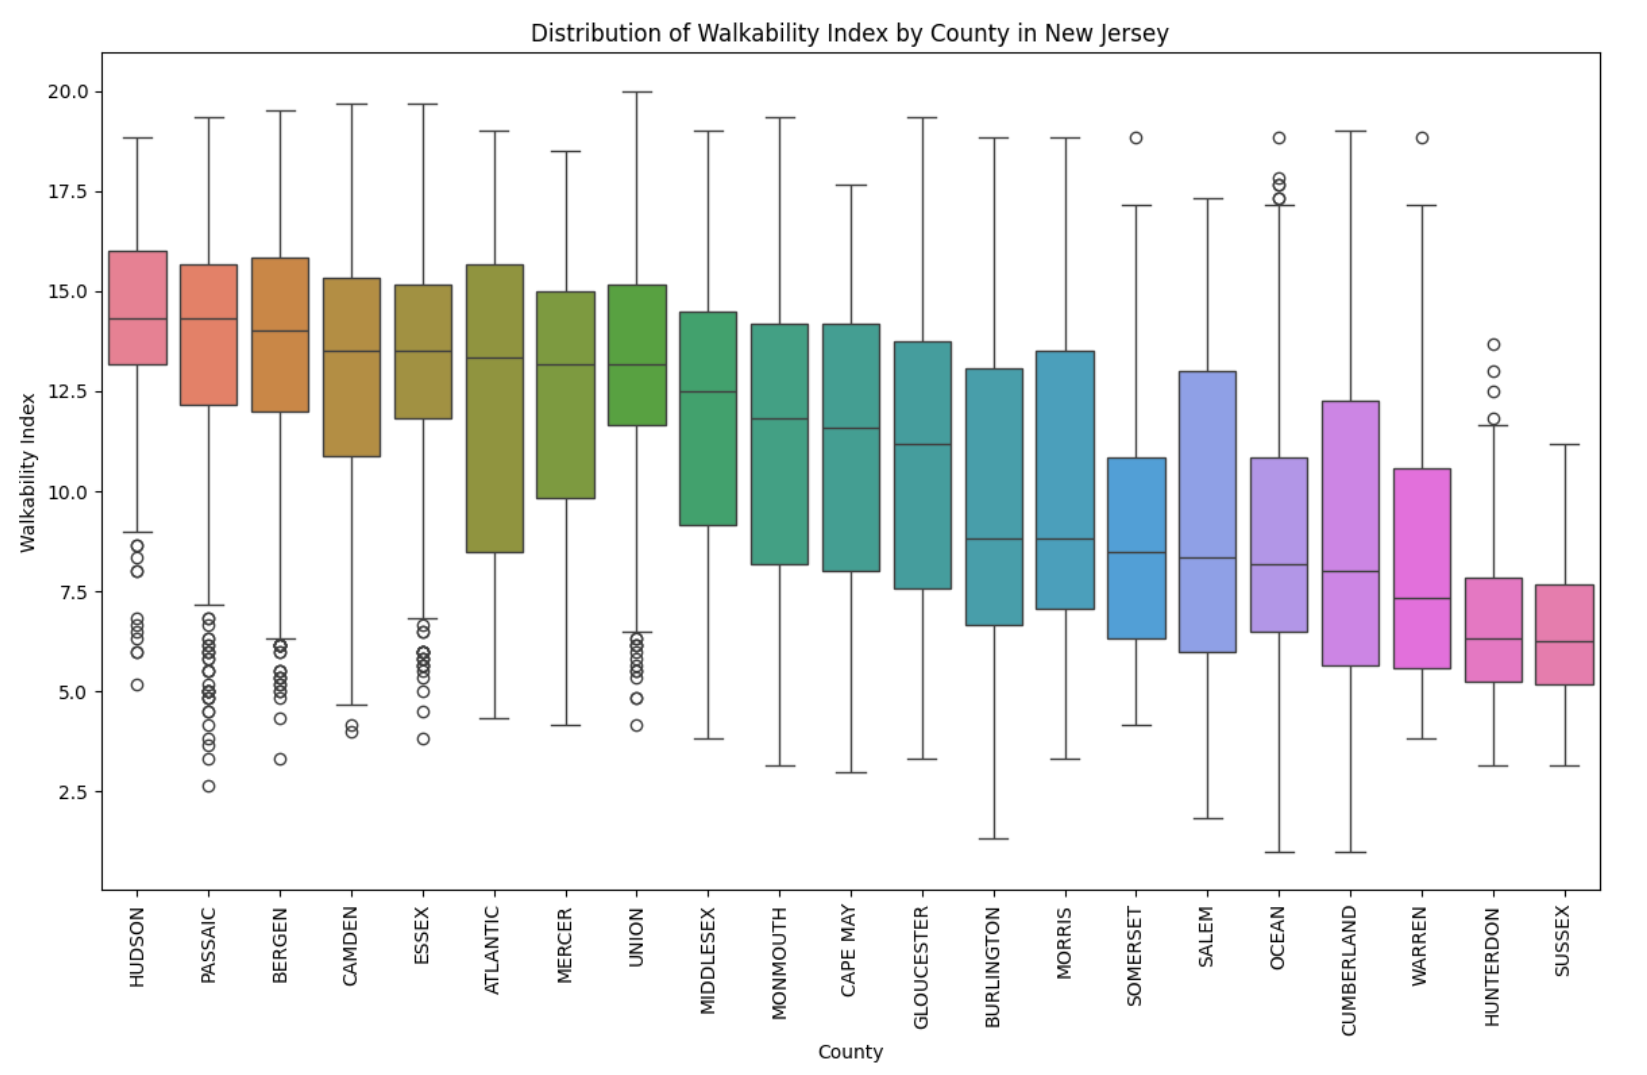 Distribution of Walkability Index by County in New Jersey
20.0
17.5
15.0
12.5
10.0
7.5
5.0
2.5
Walkability Index
HUDSON
PASSAIC
BERGEN
CAMDEN
ESSEX
ATLANTIC
MERCER
UNION
MIDDLESEX
MONMOUTH
CAPE MAY
GLOUCESTER
BURLINGTON
MORRIS
SOMERSET
SALEM
OCEAN
CUMBERLAND
WARREN
HUNTERDON
SUSSEX
County